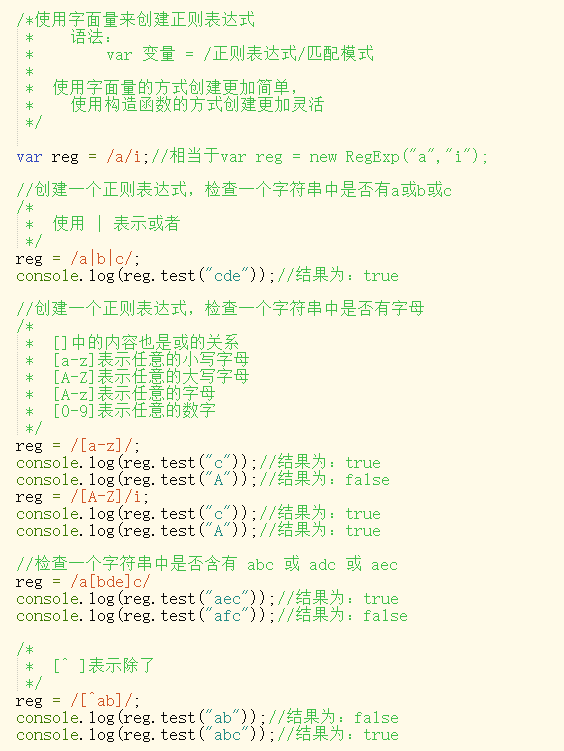 /*使用字面量来创建正则表达式
 *    语法:
 *        var 变量 = /正则表达式/匹配模式
 *
 *  使用字面量的方式创建更加简单,
 *    使用构造函数的方式创建更加灵活
 */
var reg = /a/i;//相当于var reg = new RegExp("a","i");
//创建一个正则表达式,检查一个字符串中是否有a或b或c
/*
 *  使用 | 表示或者
 */
reg = /a|b|c/;
console.log(reg.test("cde"));//结果为:true
//创建一个正则表达式,检查一个字符串中是否有字母
/*
 *  []中的内容也是或的关系
 *  [a-z]表示任意的小写字母
 *  [A-Z]表示任意的大写字母
 *  [A-z]表示任意的字母
 *  [0-9]表示任意的数字
 */
reg = /[a-z]/;
console.log(reg.test("c"));//结果为:true
console.log(reg.test("A"));//结果为:false
reg = /[A-Z]/i;
console.log(reg.test("c"));//结果为:true
console.log(reg.test("A"));//结果为:true
//检查一个字符串中是否含有 abc 或 adc 或 aec
reg = /a[bde]c/
console.log(reg.test("aec"));//结果为:true
console.log(reg.test("afc"));//结果为:false
/*
 *  [^ ]表示除了
 */
reg = /[^ab]/;
console.log(reg.test("ab"));//结果为:false
console.log(reg.test("abc"));//结果为:true